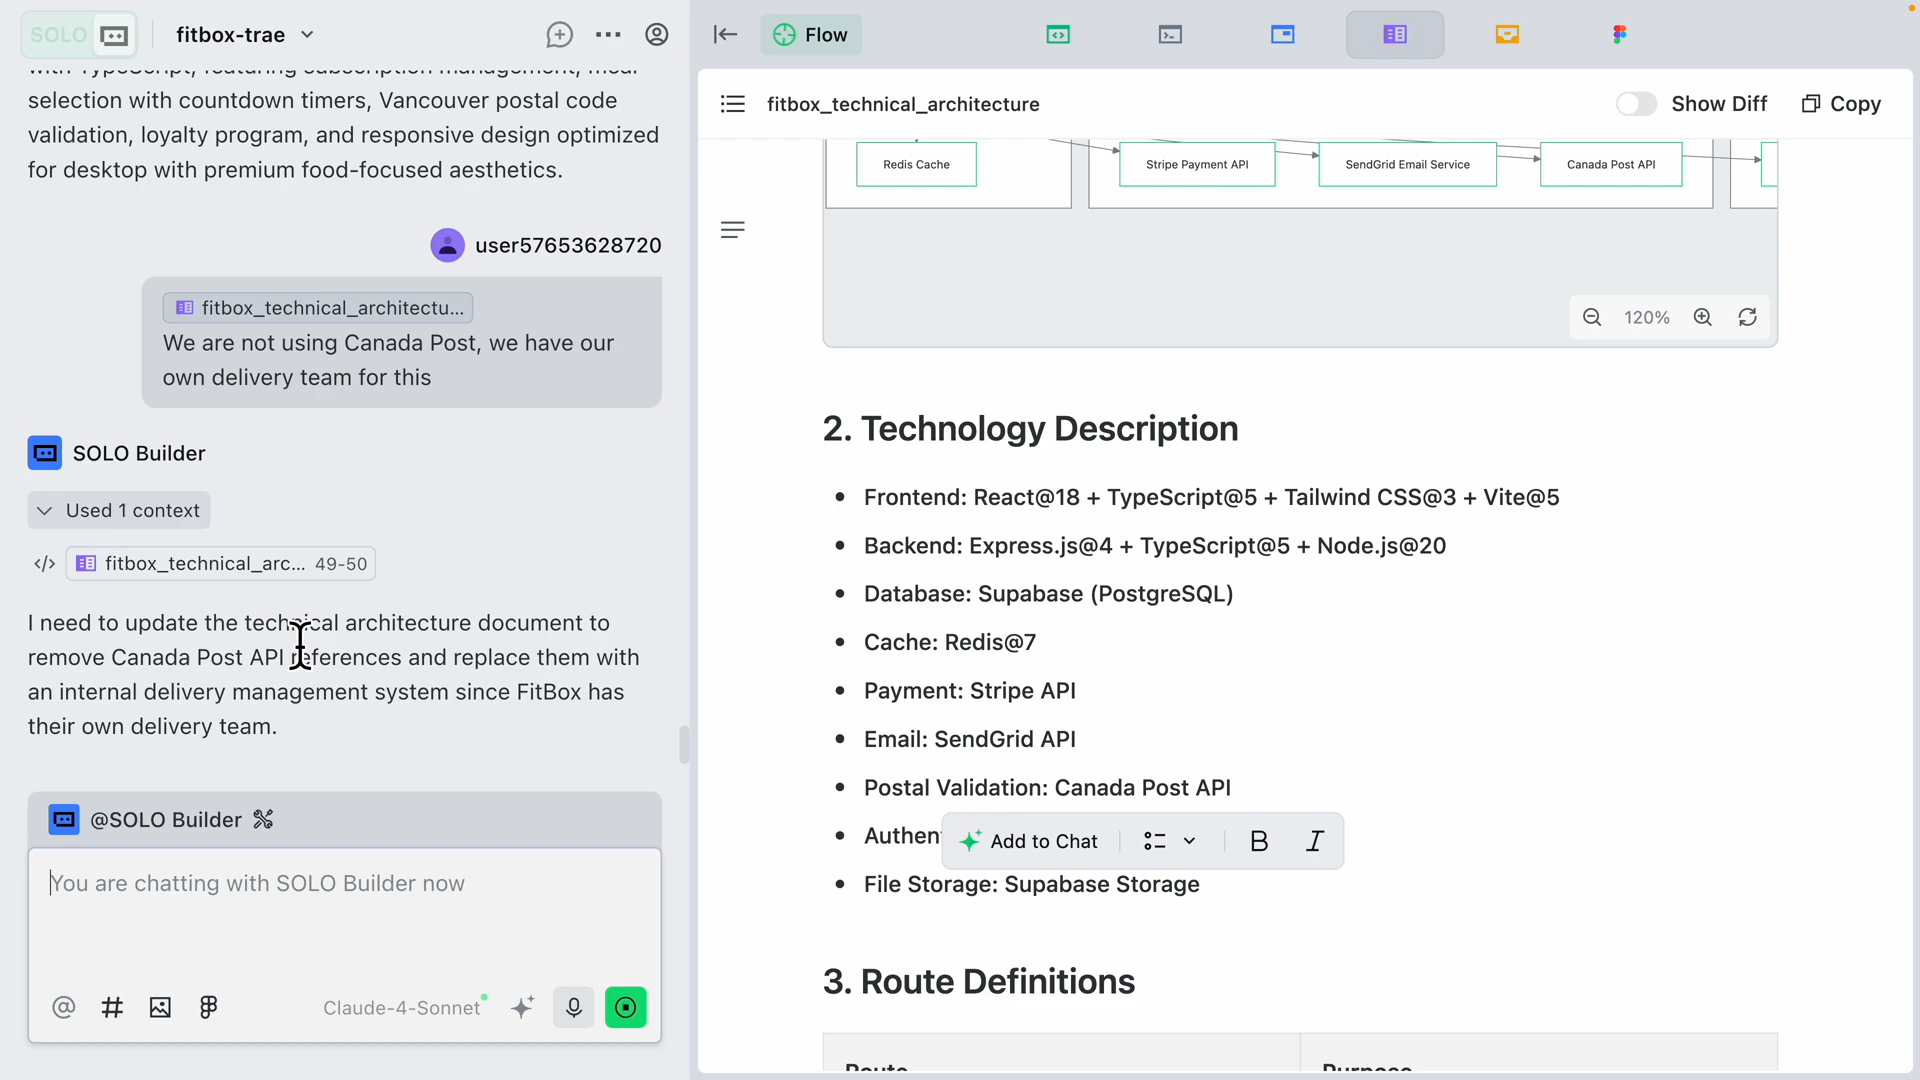 SOLO
fitbox-trae
with TypeScript, featuring subscription management, meal
selection with countdown timers, Vancouver postal code
validation, loyalty program, and responsive design optimized
for desktop with premium food-focused aesthetics.
user57653628720
fitbox_technical_architectu...
We are not using Canada Post, we have our
own delivery team for this
SOLO Builder
Used 1 context
fitbox_technical_arc... 49-50
I need to update the technical architecture document to
remove Canada Post API references and replace them with
an internal delivery management system since FitBox has
their own delivery team.
@SOLO Builder
You are chatting with SOLO Builder now
Claude-4-Sonnet
Flow
fitbox_technical_architecture
Show Diff
Copy
Redis Cache
Stripe Payment API
SendGrid Email Service
Canada Post API
120%
2. Technology Description
Frontend: React@18 + TypeScript@5 + Tailwind CSS@3 + Vite@5
Backend: Express.js@4 + TypeScript@5 + Node.js@20
Database: Supabase (PostgreSQL)
Cache: Redis@7
Payment: Stripe API
Email: SendGrid API
Postal Validation: Canada Post API
Authen
Add to Chat
B I
File Storage: Supabase Storage
3. Route Definitions
Route
Purpose